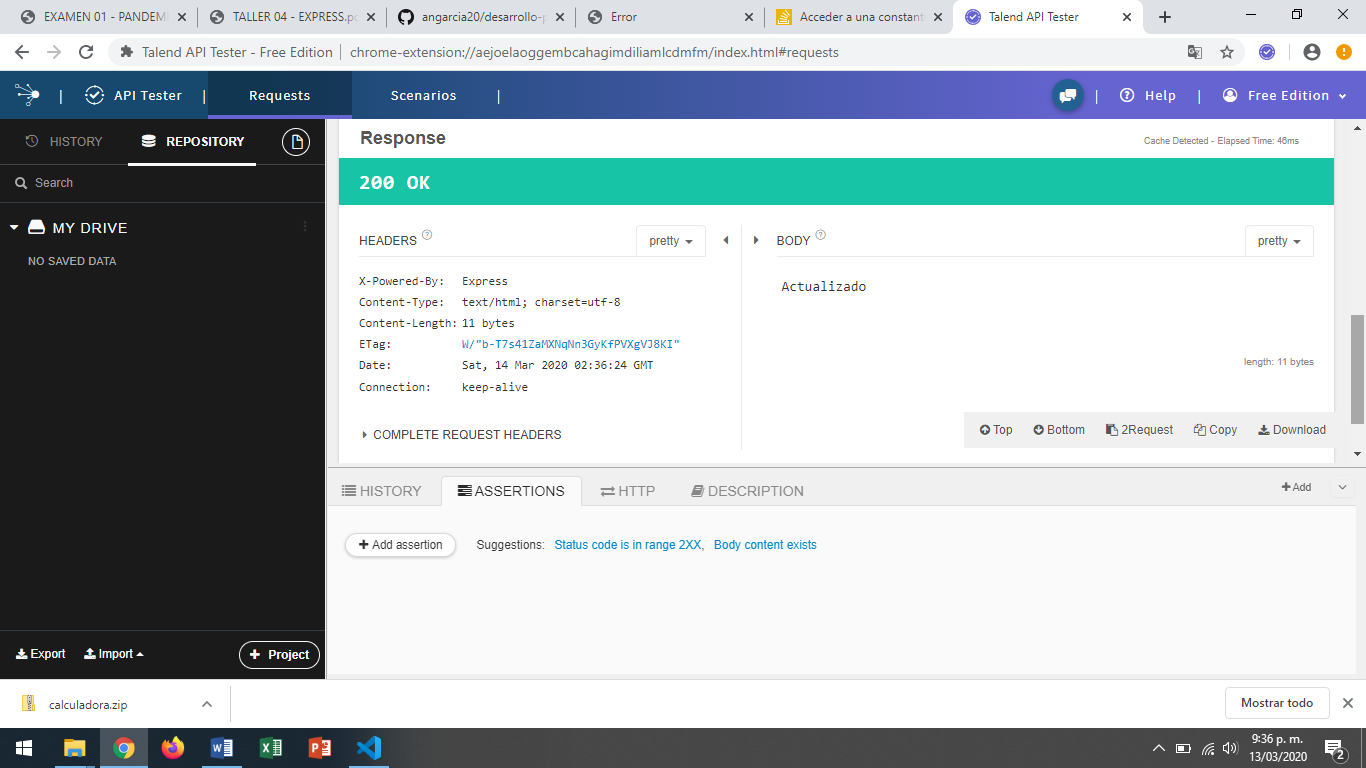 EXAMEN 01 - PANDEMI
TALLER 04 - EXPRESS.pd
angarcia20/desarrollo-p
Error
Acceder a una constant
Talend API Tester
Talend API Tester - Free Edition
chrome-extension://aejoelaoggembcahagimdiliamlcdmfm/index.html#requests
| API Tester | Requests Scenarios | | Help | Free Edition
HISTORY REPOSITORY
Search
MY DRIVE
NO SAVED DATA
Export Import + Project
Response
Cache Detected - Elapsed Time: 46ms
200 OK
HEADERS ? pretty
X-Powered-By: Express
Content-Type: text/html; charset=utf-8
Content-Length: 11 bytes
ETag: W/"b-T7s41ZaMXNqNn3GyKfPVXgVJ8KI"
Date: Sat, 14 Mar 2020 02:36:24 GMT
Connection: keep-alive
COMPLETE REQUEST HEADERS
BODY ? pretty
Actualizado
length: 11 bytes
Top Bottom 2Request Copy Download
HISTORY ASSERTIONS HTTP DESCRIPTION + Add
+ Add assertion Suggestions: Status code is in range 2XX, Body content exists
calculadora.zip
Mostrar todo
9:36 p. m.
13/03/2020
2